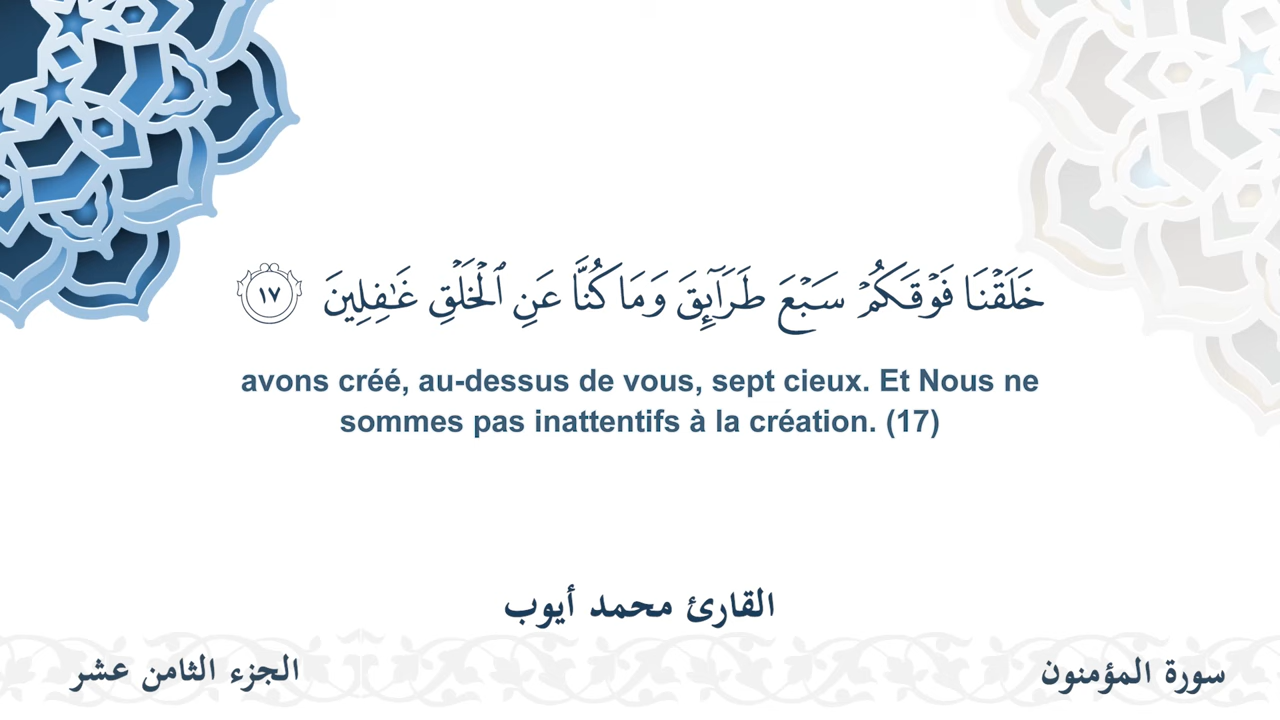 خَلَقْنَا فَوْقَكُمْ سَبْعَ طَرَآئِقَ وَمَا كُنَّا عَنِ ٱلْخَلْقِ غَـٰفِلِينَ ١٧
avons créé, au-dessus de vous, sept cieux. Et Nous ne
sommes pas inattentifs à la création. (17)
القارئ محمد أيوب
سورة المؤمنون
الجزء الثامن عشر